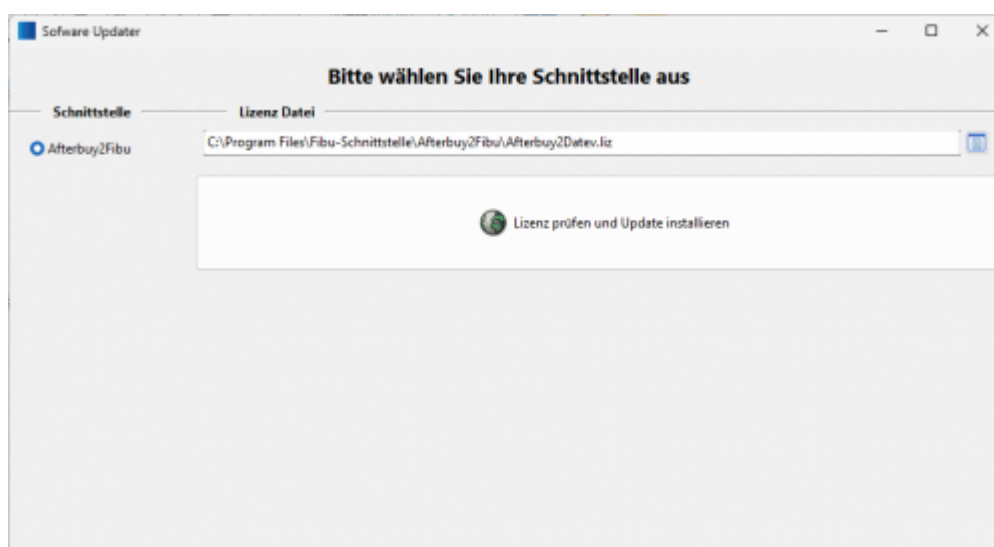 Sofware Updater
Bitte wählen Sie Ihre Schnittstelle aus
Schnittstelle
Lizenz Datei
Afterbuy2Fibu
C:\Program Files\Fibu-Schnittstelle\Afterbuy2Fibu\Afterbuy2Datev.liz
Lizenz prüfen und Update installieren